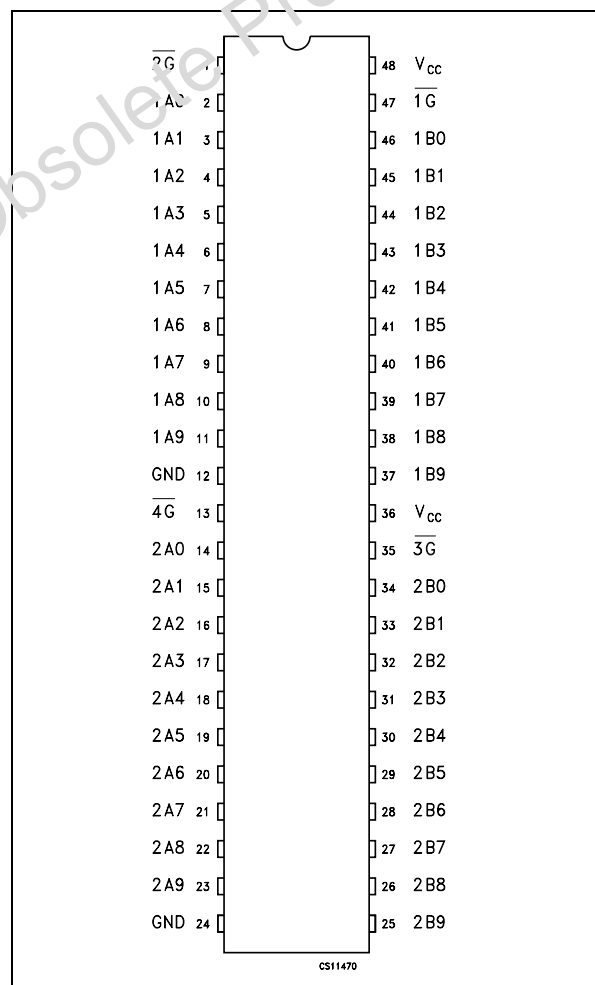 Obsolete Pro
2G 1 48 VCC
1A0 2 47 1G
1A1 3 46 1B0
1A2 4 45 1B1
1A3 5 44 1B2
1A4 6 43 1B3
1A5 7 42 1B4
1A6 8 41 1B5
1A7 9 40 1B6
1A8 10 39 1B7
1A9 11 38 1B8
GND 12 37 1B9
4G 13 36 VCC
2A0 14 35 3G
2A1 15 34 2B0
2A2 16 33 2B1
2A3 17 32 2B2
2A4 18 31 2B3
2A5 19 30 2B4
2A6 20 29 2B5
2A7 21 28 2B6
2A8 22 27 2B7
2A9 23 26 2B8
GND 24 25 2B9
CS11470